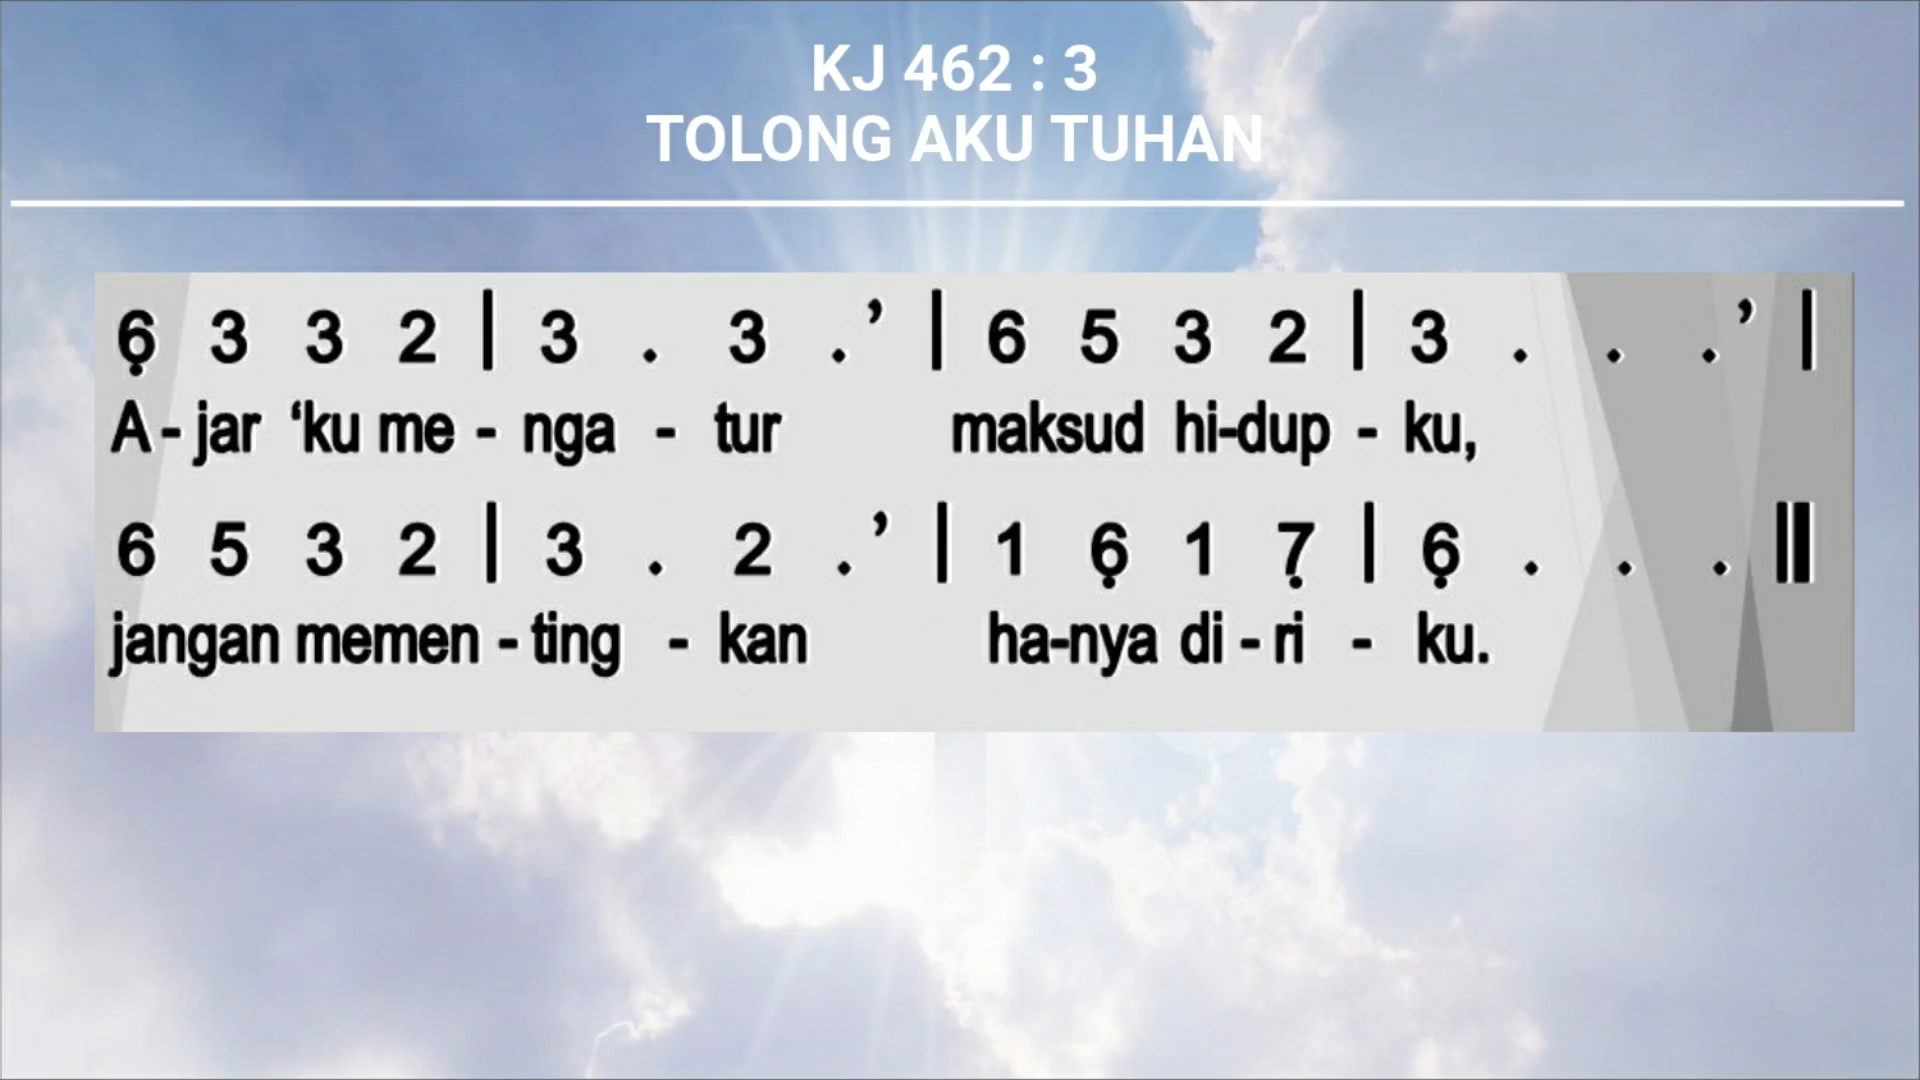 KJ 462 : 3
TOLONG AKU TUHAN
6̣ 3 3 2 | 3 . 3 .’ | 6 5 3 2 | 3 . . .’ |
A - jar ‘ku me - nga - tur maksud hi-dup - ku,
6 5 3 2 | 3 . 2 .’ | 1 6̣ 1 7̣ | 6̣ . . . ||
jangan memen - ting - kan ha-nya di - ri - ku.